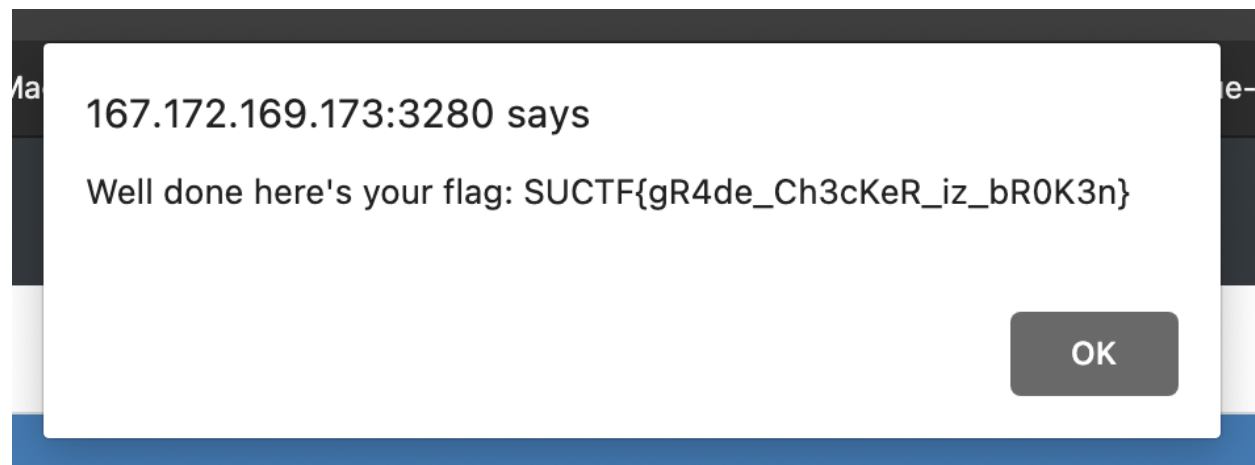 167.172.169.173:3280 says
Well done here's your flag: SUCTF{gR4de_Ch3cKeR_iz_bR0K3n}
OK